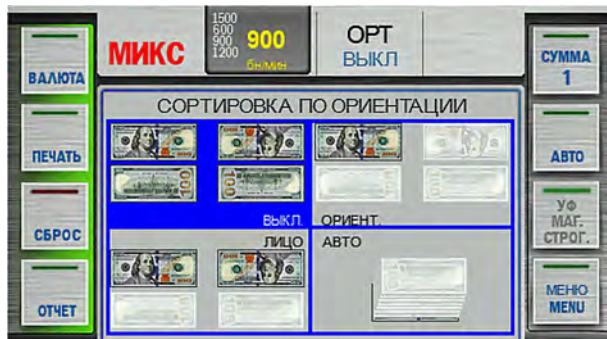 ВАЛЮТА
ПЕЧАТЬ
СБРОС
ОТЧЕТ
МИКС
1500
600
900
1200
900
бн/мин
ОРТ
ВЫКЛ
СОРТИРОВКА ПО ОРИЕНТАЦИИ
ВЫКЛ.
ОРИЕНТ.
ЛИЦО
АВТО
СУММА
1
АВТО
УФ
МАГ.
СТРОГ.
МЕНЮ
MENU